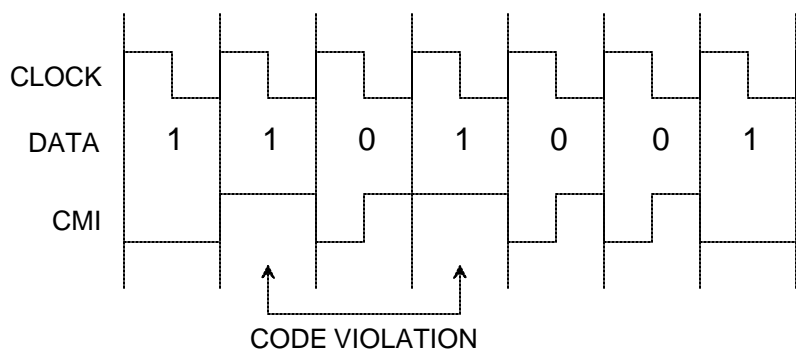 CLOCK
DATA 1 1 0 1 0 0 1
CMI
CODE VIOLATION